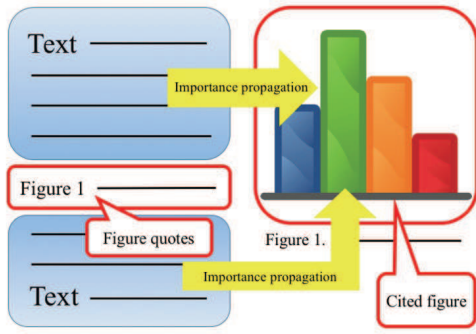 Text
Importance propagation
Figure 1
Figure quotes
Figure 1.
Importance propagation
Text
Cited figure